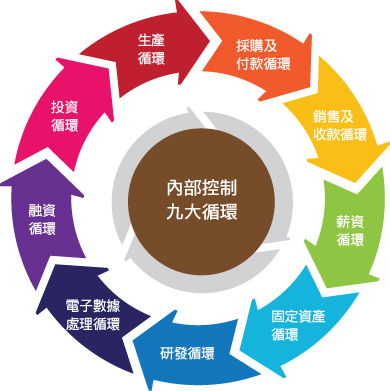 內部控制
九大循環
生產
循環
採購及
付款循環
銷售及
收款循環
薪資
循環
固定資產
循環
研發循環
電子數據
處理循環
融資
循環
投資
循環